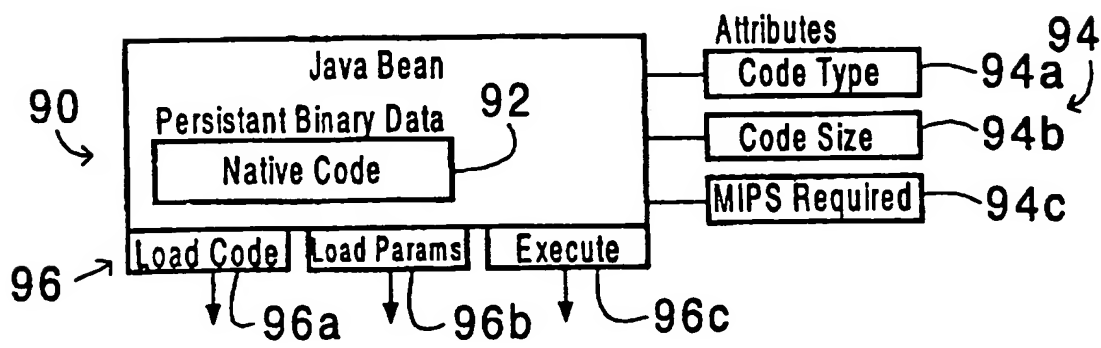 Attributes
94
Java Bean
Code Type
94a
90
Persistant Binary Data
92
Code Size
94b
Native Code
MIPS Required
94c
Load Code
Load Params
Execute
96
96a
96b
96c